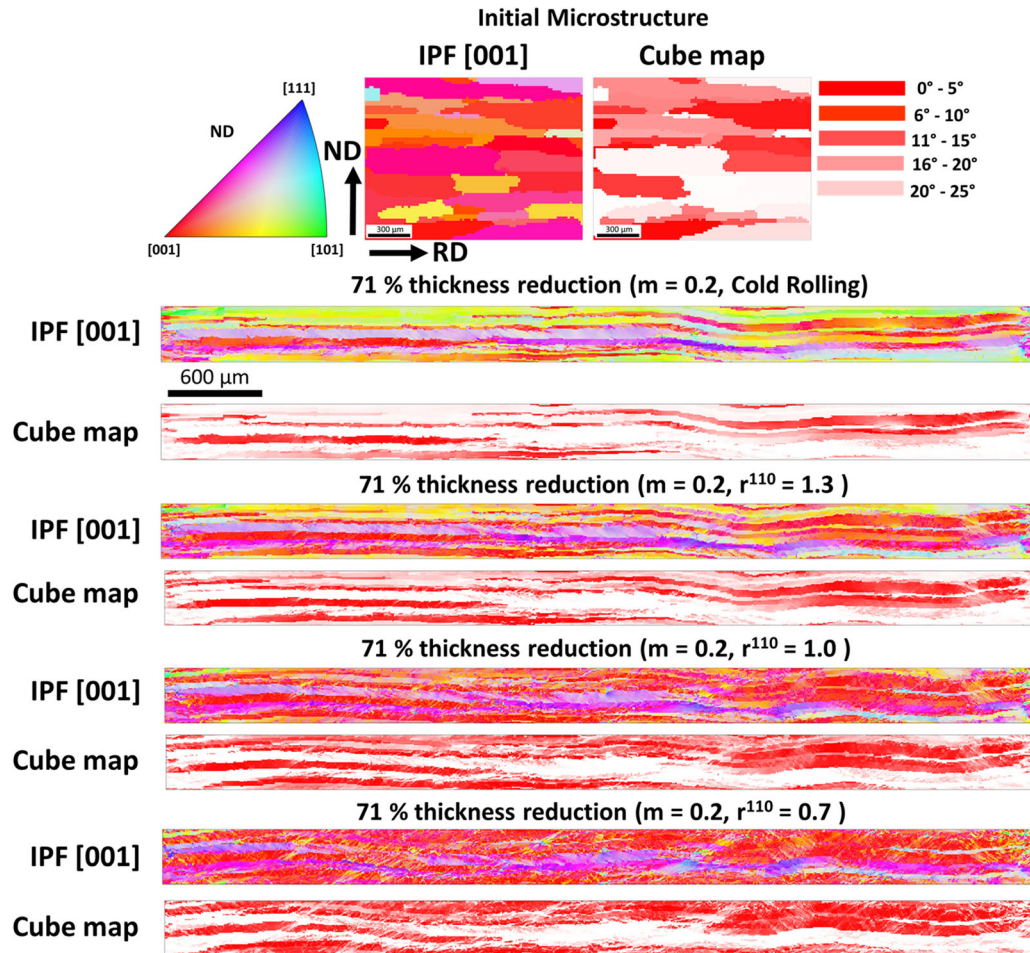 Initial Microstructure
IPF [001]
Cube map
[111]
ND
[001]
[101]
ND
RD
300 μm
300 μm
0° - 5°
6° - 10°
11° - 15°
16° - 20°
20° - 25°
71 % thickness reduction (m = 0.2, Cold Rolling)
IPF [001]
600 μm
Cube map
71 % thickness reduction (m = 0.2, r¹¹⁰ = 1.3 )
IPF [001]
Cube map
71 % thickness reduction (m = 0.2, r¹¹⁰ = 1.0 )
IPF [001]
Cube map
71 % thickness reduction (m = 0.2, r¹¹⁰ = 0.7 )
IPF [001]
Cube map